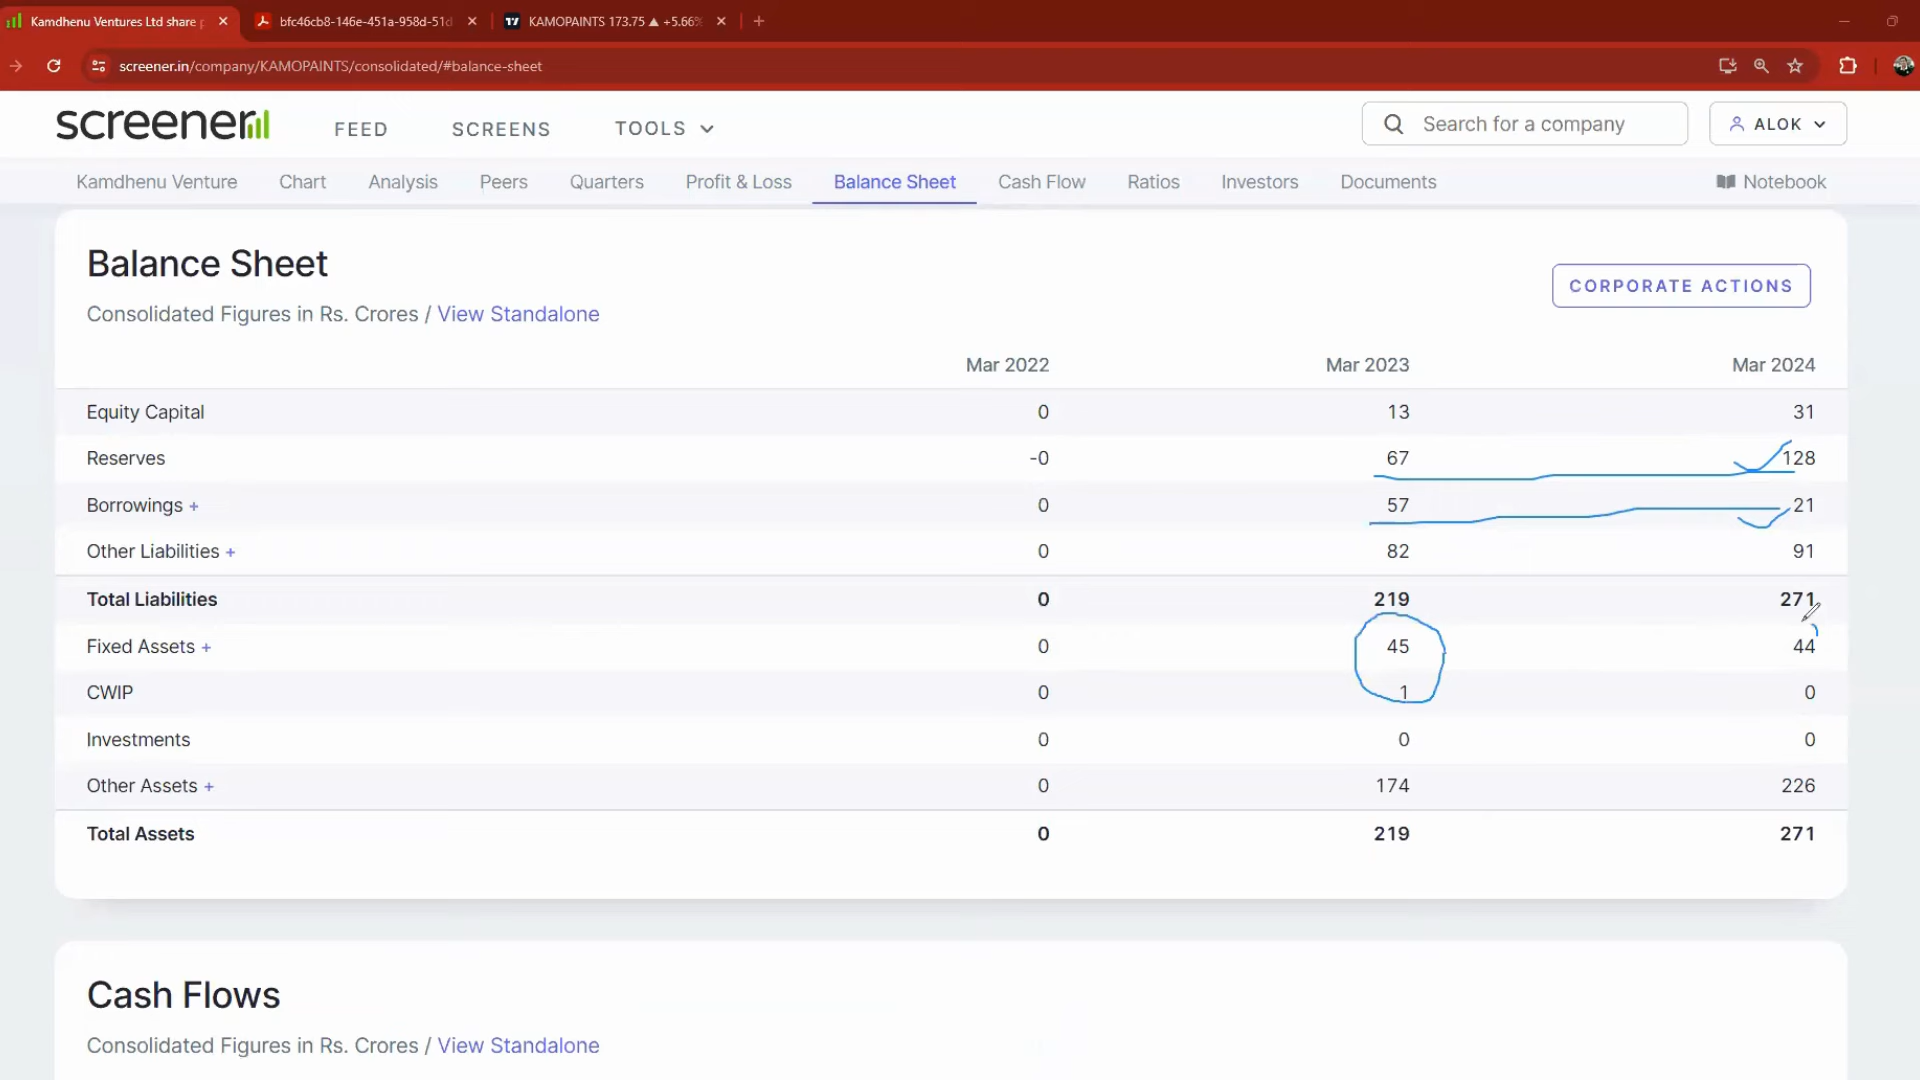 Kamdhenu Ventures Ltd share
bfc46cb8-146e-451a-958d-51
KAMOPAINTS 173.75 ▲ +5.66%
screener.in/company/KAMOPAINTS/consolidated/#balance-sheet
screener
FEED
SCREENS
TOOLS
Search for a company
ALOK
Kamdhenu Venture
Chart
Analysis
Peers
Quarters
Profit & Loss
Balance Sheet
Cash Flow
Ratios
Investors
Documents
Notebook
Balance Sheet
CORPORATE ACTIONS
Consolidated Figures in Rs. Crores / View Standalone
Mar 2022 Mar 2023 Mar 2024
Equity Capital 0 13 31
Reserves -0 67 128
Borrowings + 0 57 21
Other Liabilities + 0 82 91
Total Liabilities 0 219 271
Fixed Assets + 0 45 44
CWIP 0 1 0
Investments 0 0 0
Other Assets + 0 174 226
Total Assets 0 219 271
Cash Flows
Consolidated Figures in Rs. Crores / View Standalone